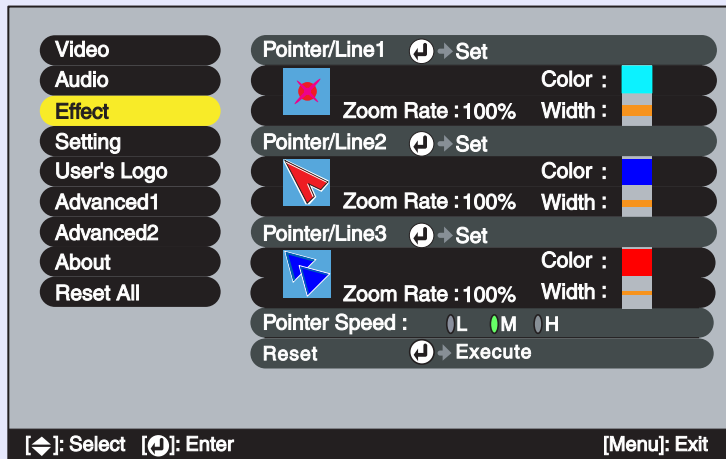 Video
Audio
Effect
Setting
User's Logo
Advanced1
Advanced2
About
Reset All
Pointer/Line1 Set
Color :
Zoom Rate : 100% Width :
Pointer/Line2 Set
Color :
Zoom Rate : 100% Width :
Pointer/Line3 Set
Color :
Zoom Rate : 100% Width :
Pointer Speed : L M H
Reset Execute
[ ]: Select [ ]: Enter [Menu]: Exit